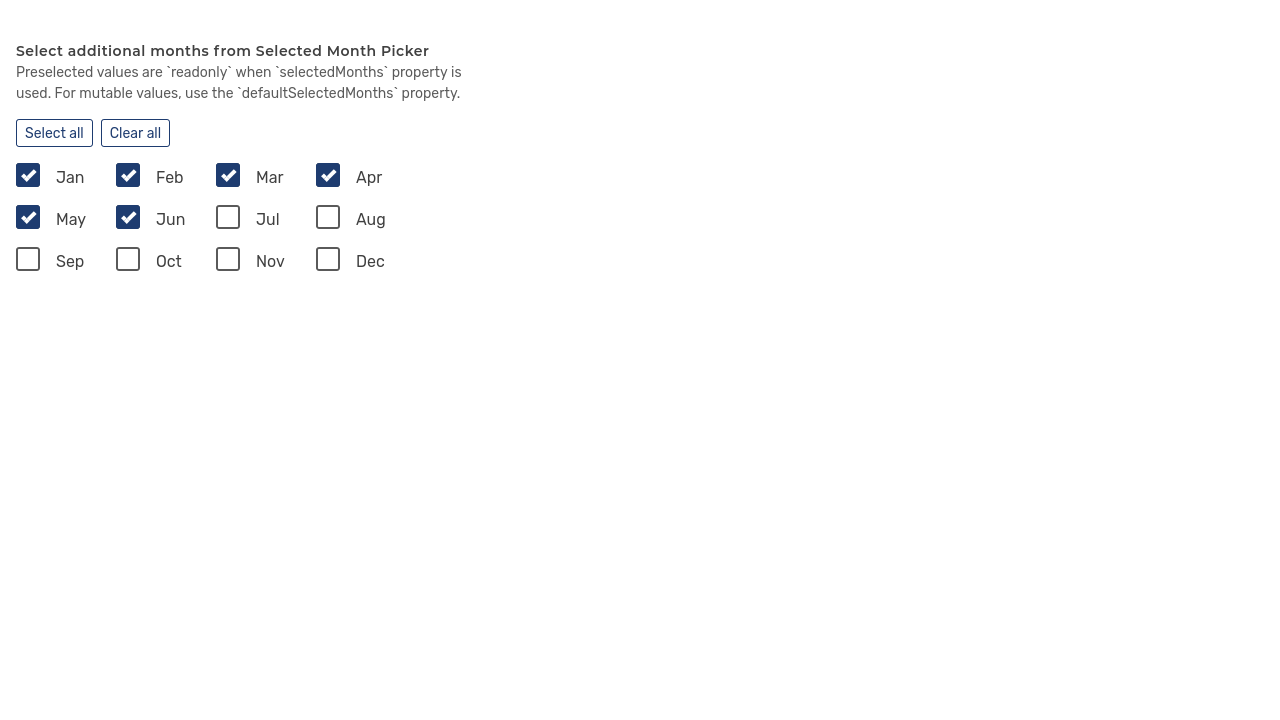 Select additional months from Selected Month Picker
Preselected values are `readonly` when `selectedMonths` property is
used. For mutable values, use the `defaultSelectedMonths` property.
Select all Clear all
Jan Feb Mar Apr
May Jun Jul Aug
Sep Oct Nov Dec